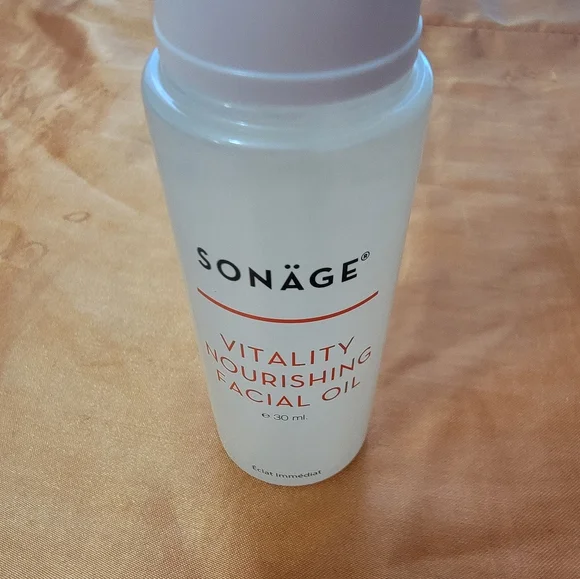 SONÄGE®
VITALITY
NOURISHING
FACIAL OIL
℮ 30 ml.
Éclat Immédiat